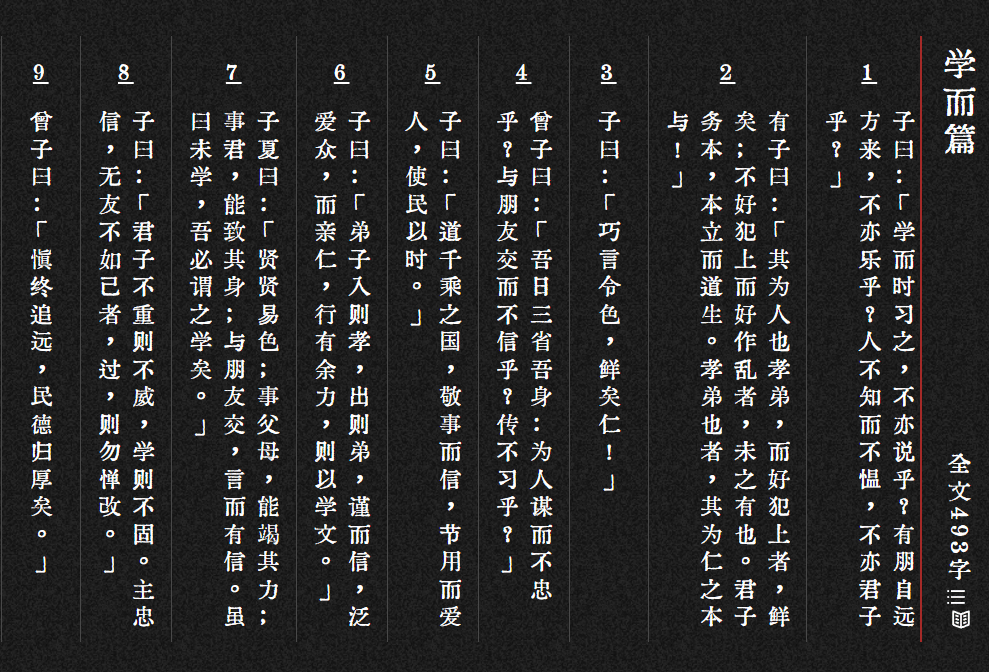 学而篇
全文493字
1
子曰：「学而时习之，不亦说乎？有朋自远
方来，不亦乐乎？人不知而不愠，不亦君子
乎？」
2
有子曰：「其为人也孝弟，而好犯上者，鲜
矣；不好犯上而好作乱者，未之有也。君子
务本，本立而道生。孝弟也者，其为仁之本
与！」
3
子曰：「巧言令色，鲜矣仁！」
4
曾子曰：「吾日三省吾身：为人谋而不忠
乎？与朋友交而不信乎？传不习乎？」
5
子曰：「道千乘之国，敬事而信，节用而爱
人，使民以时。」
6
子曰：「弟子入则孝，出则弟，谨而信，泛
爱众，而亲仁，行有余力，则以学文。」
7
子夏曰：「贤贤易色；事父母，能竭其力；
事君，能致其身；与朋友交，言而有信。虽
曰未学，吾必谓之学矣。」
8
子曰：「君子不重则不威，学则不固。主忠
信，无友不如己者，过，则勿惮改。」
9
曾子曰：「慎终追远，民德归厚矣。」